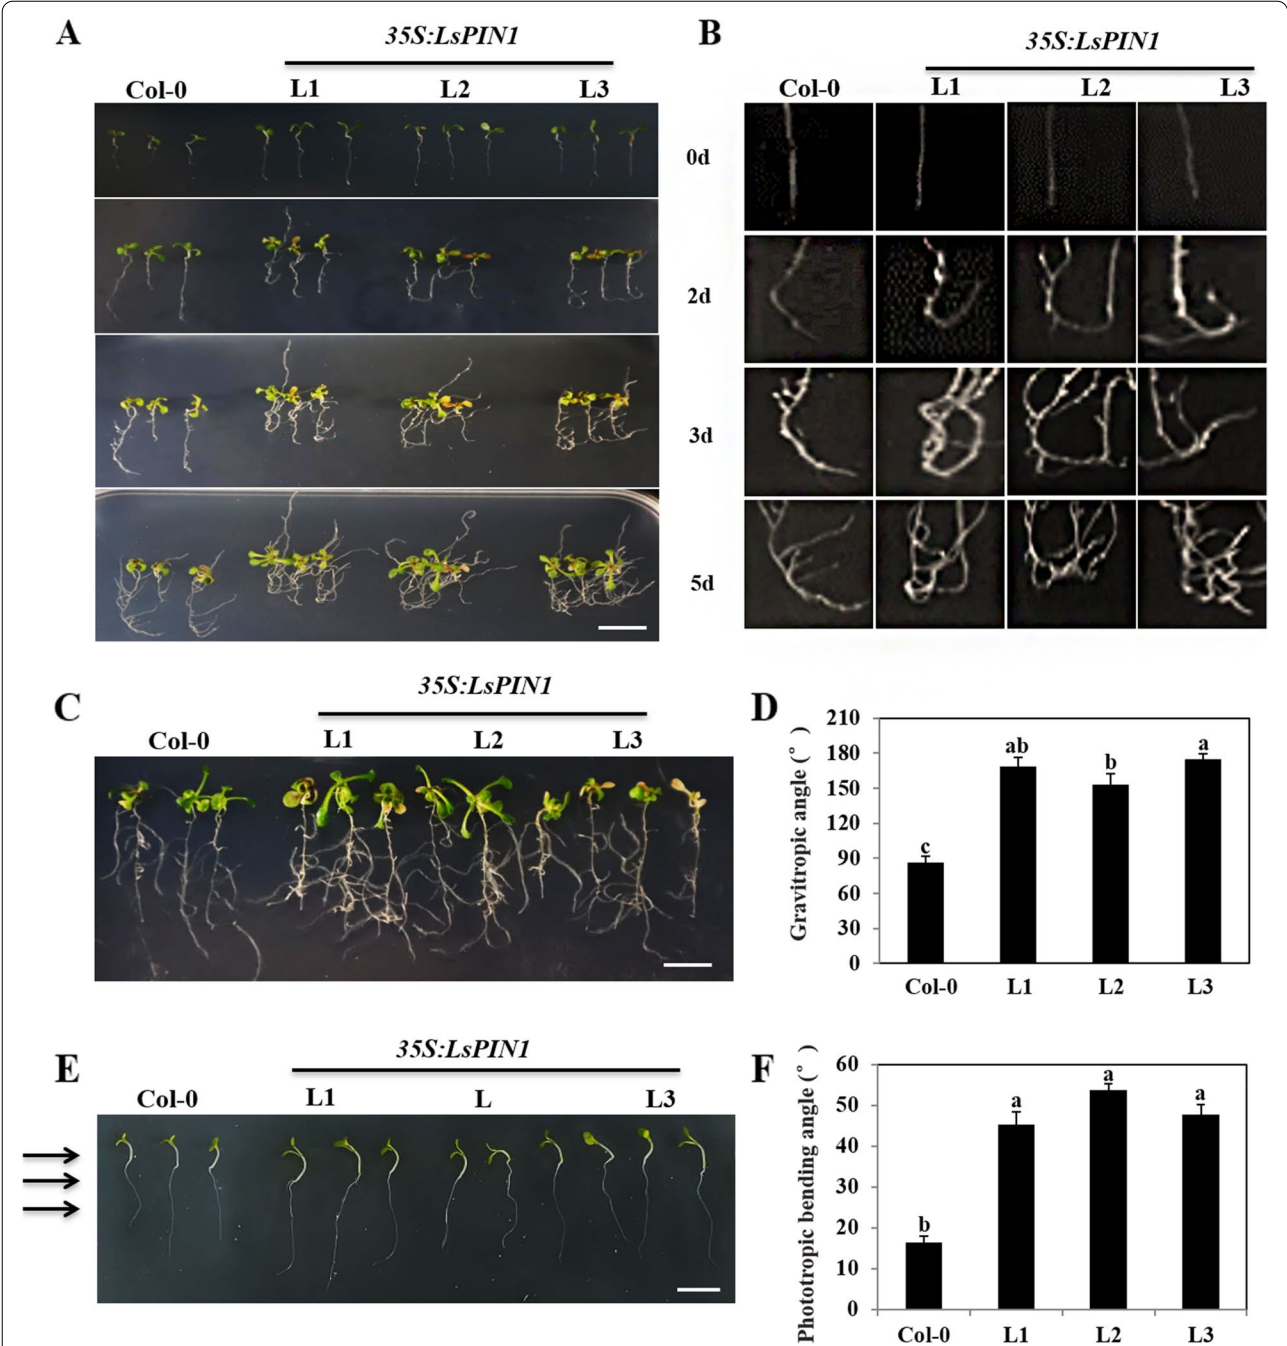 A
35S:LsPIN1
Col-0 L1 L2 L3
0d
2d
3d
5d
B
35S:LsPIN1
Col-0 L1 L2 L3
C
35S:LsPIN1
Col-0 L1 L2 L3
D
Gravitropic angle (°)
210
180
150
120
90
60
30
0
c ab b a
Col-0 L1 L2 L3
E
35S:LsPIN1
Col-0 L1 L L3
F
Phototropic bending angle (°)
60
50
40
30
20
10
0
b a a a
Col-0 L1 L2 L3